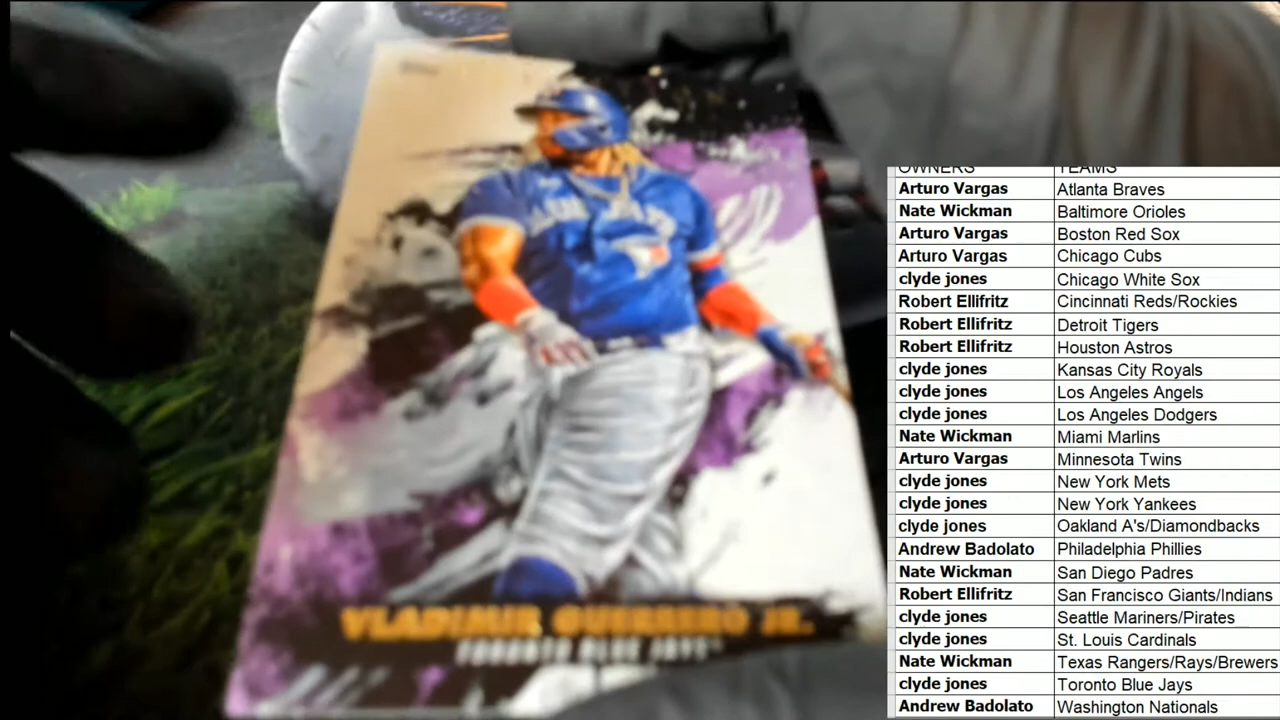 VLADIMIR GUERRERO JR.
TORONTO BLUE JAYS
OWNERS TEAMS
Arturo Vargas Atlanta Braves
Nate Wickman Baltimore Orioles
Arturo Vargas Boston Red Sox
Arturo Vargas Chicago Cubs
clyde jones Chicago White Sox
Robert Ellifritz Cincinnati Reds/Rockies
Robert Ellifritz Detroit Tigers
Robert Ellifritz Houston Astros
clyde jones Kansas City Royals
clyde jones Los Angeles Angels
clyde jones Los Angeles Dodgers
Nate Wickman Miami Marlins
Arturo Vargas Minnesota Twins
clyde jones New York Mets
clyde jones New York Yankees
clyde jones Oakland A's/Diamondbacks
Andrew Badolato Philadelphia Phillies
Nate Wickman San Diego Padres
Robert Ellifritz San Francisco Giants/Indians
clyde jones Seattle Mariners/Pirates
clyde jones St. Louis Cardinals
Nate Wickman Texas Rangers/Rays/Brewers
clyde jones Toronto Blue Jays
Andrew Badolato Washington Nationals